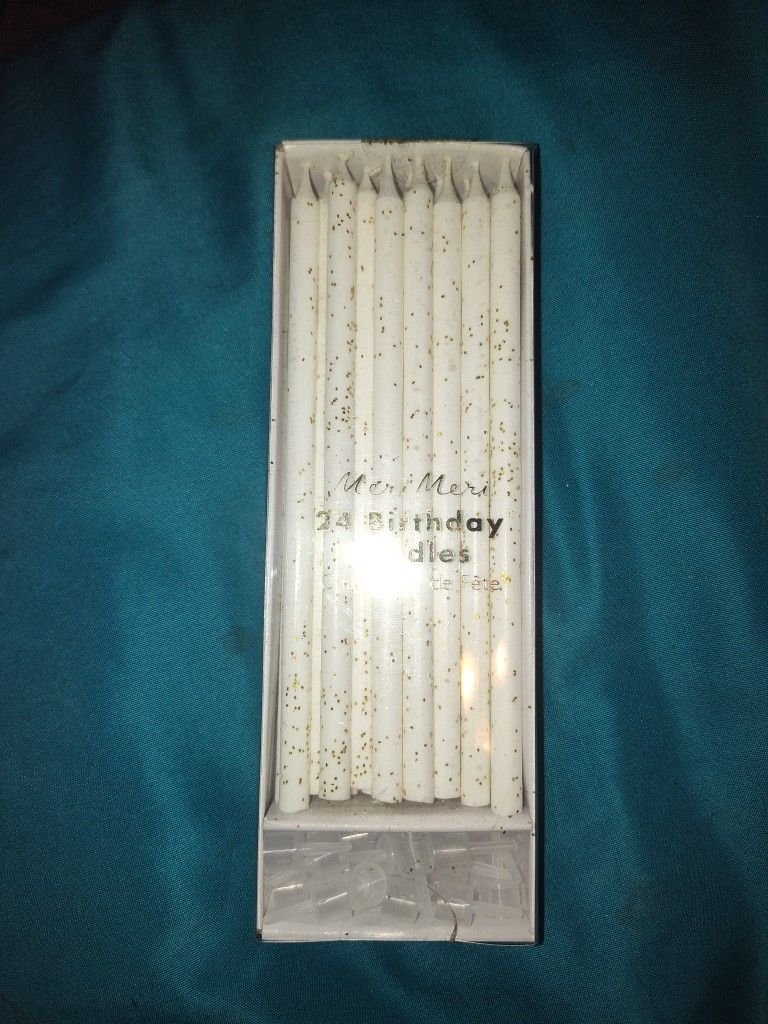 Meri Meri
24 Birthday
dles
de Fête